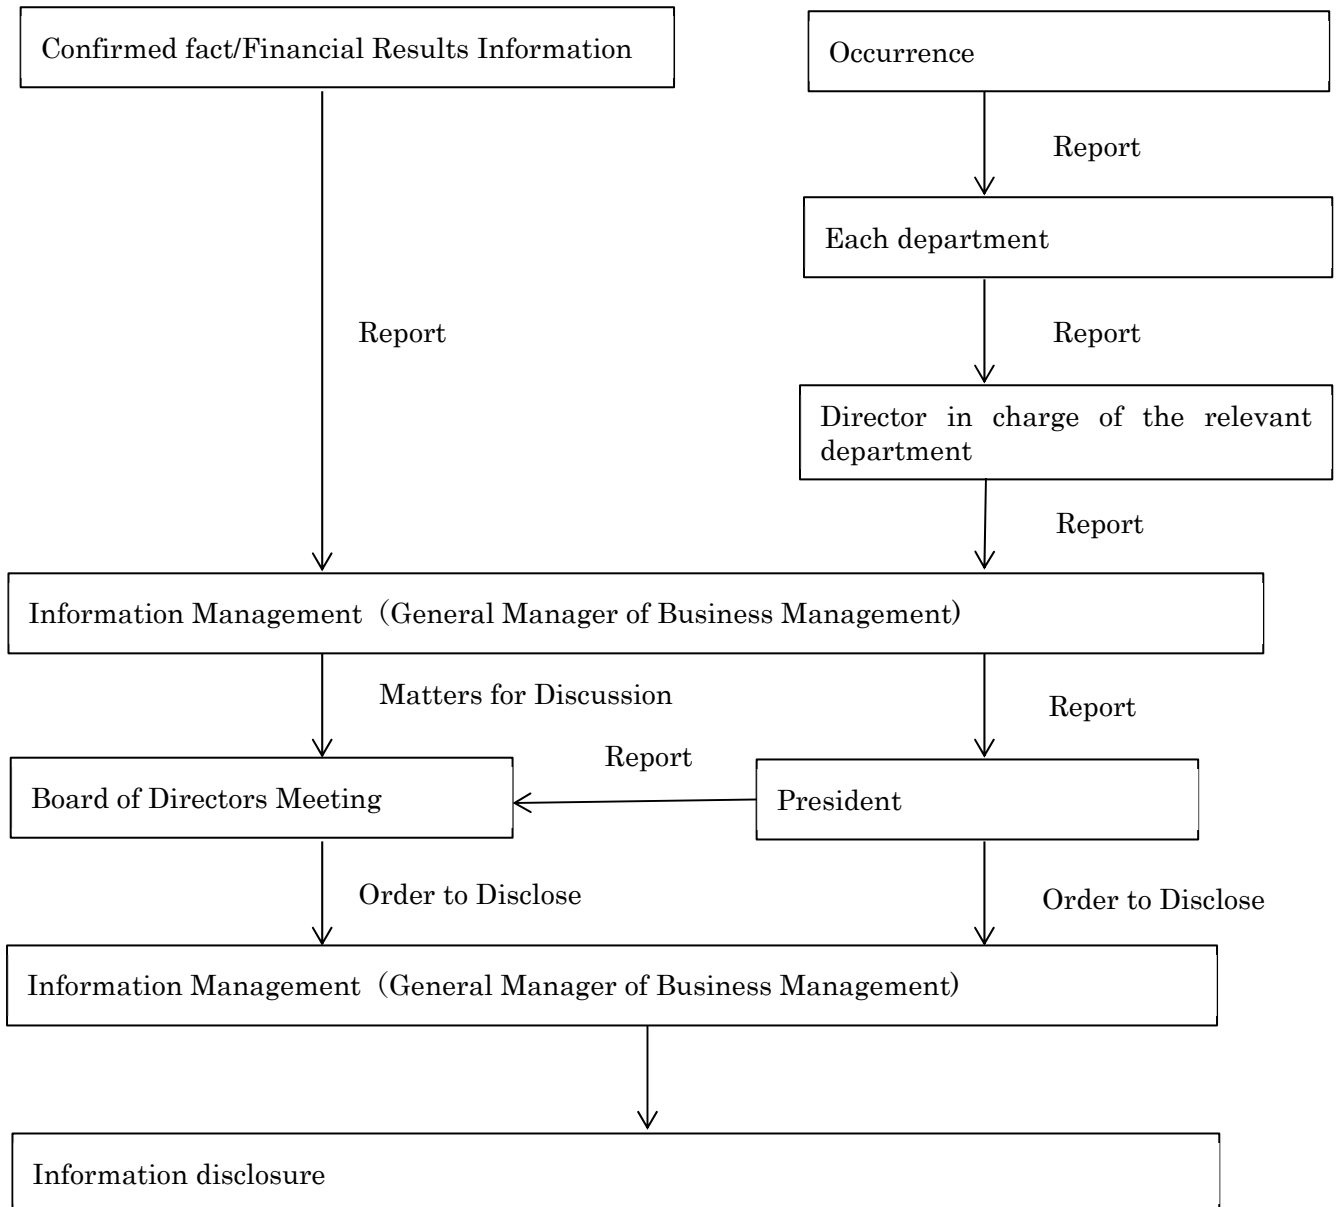 Confirmed fact/Financial Results Information
Occurrence
Report
Each department
Report
Report
Director in charge of the relevant
department
Report
Information Management (General Manager of Business Management)
Matters for Discussion
Report
Report
Board of Directors Meeting
President
Order to Disclose
Order to Disclose
Information Management (General Manager of Business Management)
Information disclosure